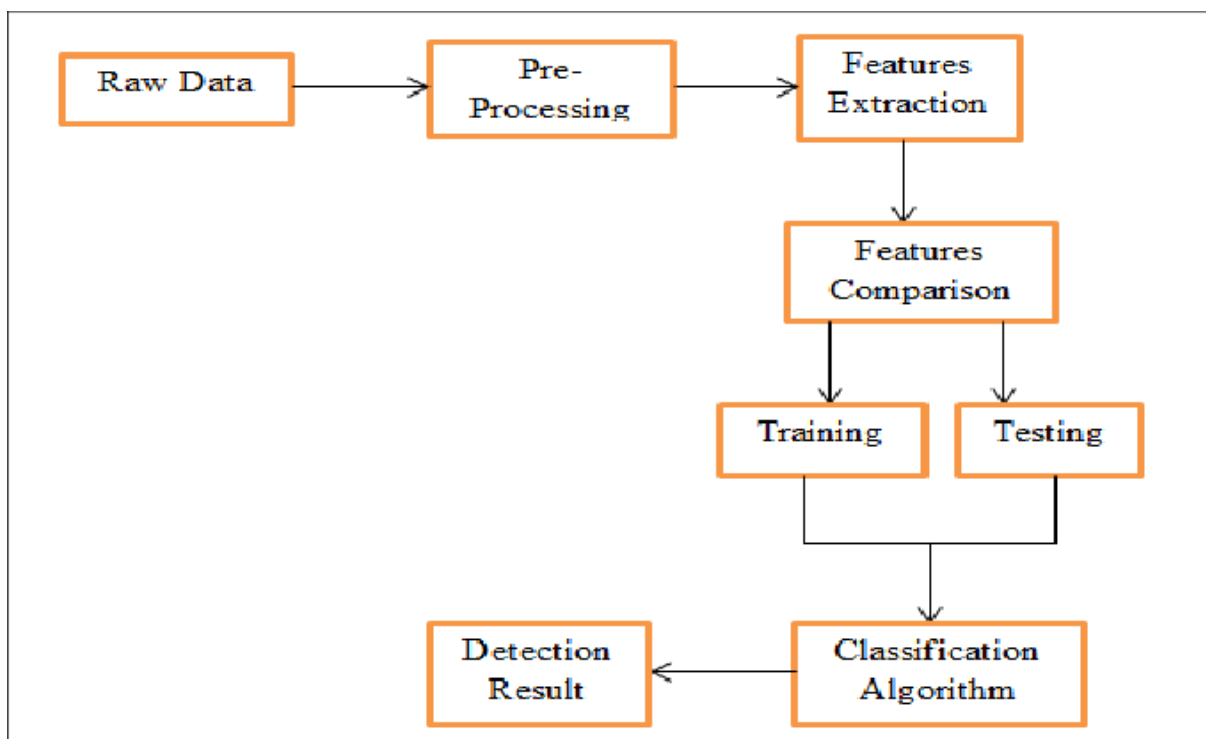 Raw Data
Pre-
Processing
Features
Extraction
Features
Comparison
Training
Testing
Classification
Algorithm
Detection
Result